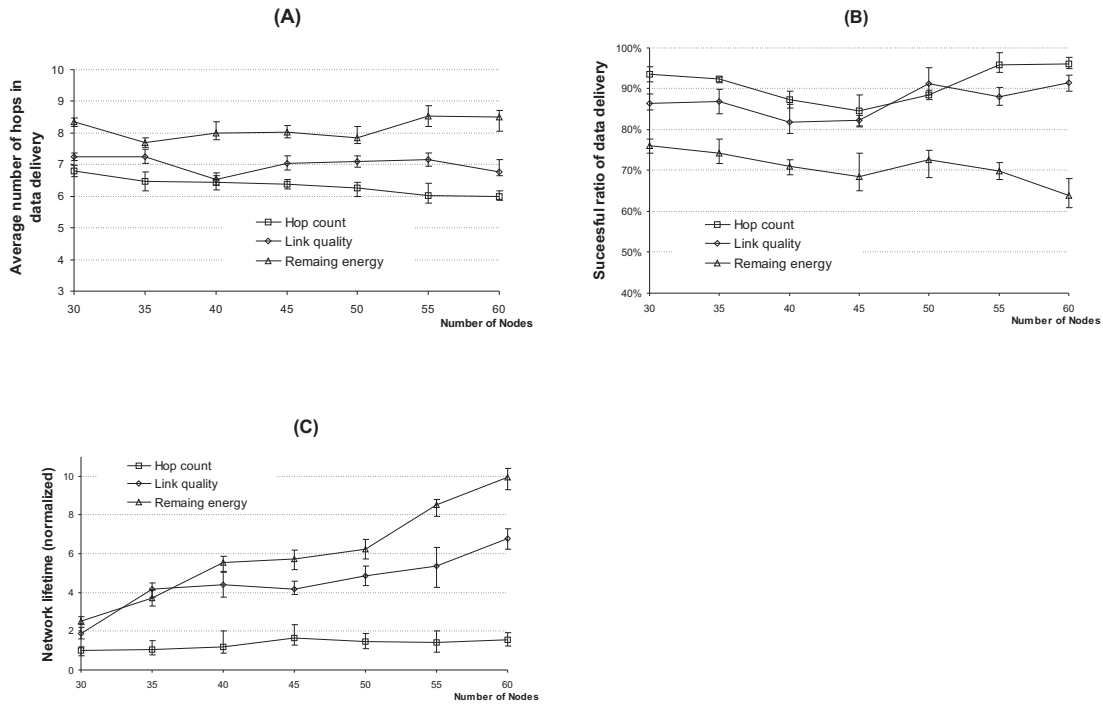 (A)
Average number of hops in
data delivery
10
9
8
7
6
5
4
3
Hop count
Link quality
Remaing energy
30 35 40 45 50 55 60
Number of Nodes
(B)
Succeesful ratio of data delivery
100%
90%
80%
70%
60%
50%
40%
Hop count
Link quality
Remaing energy
30 35 40 45 50 55 60
Number of Nodes
(C)
Network lifetime (normalized)
10
8
6
4
2
0
Hop count
Link quality
Remaing energy
30 35 40 45 50 55 60
Number of Nodes